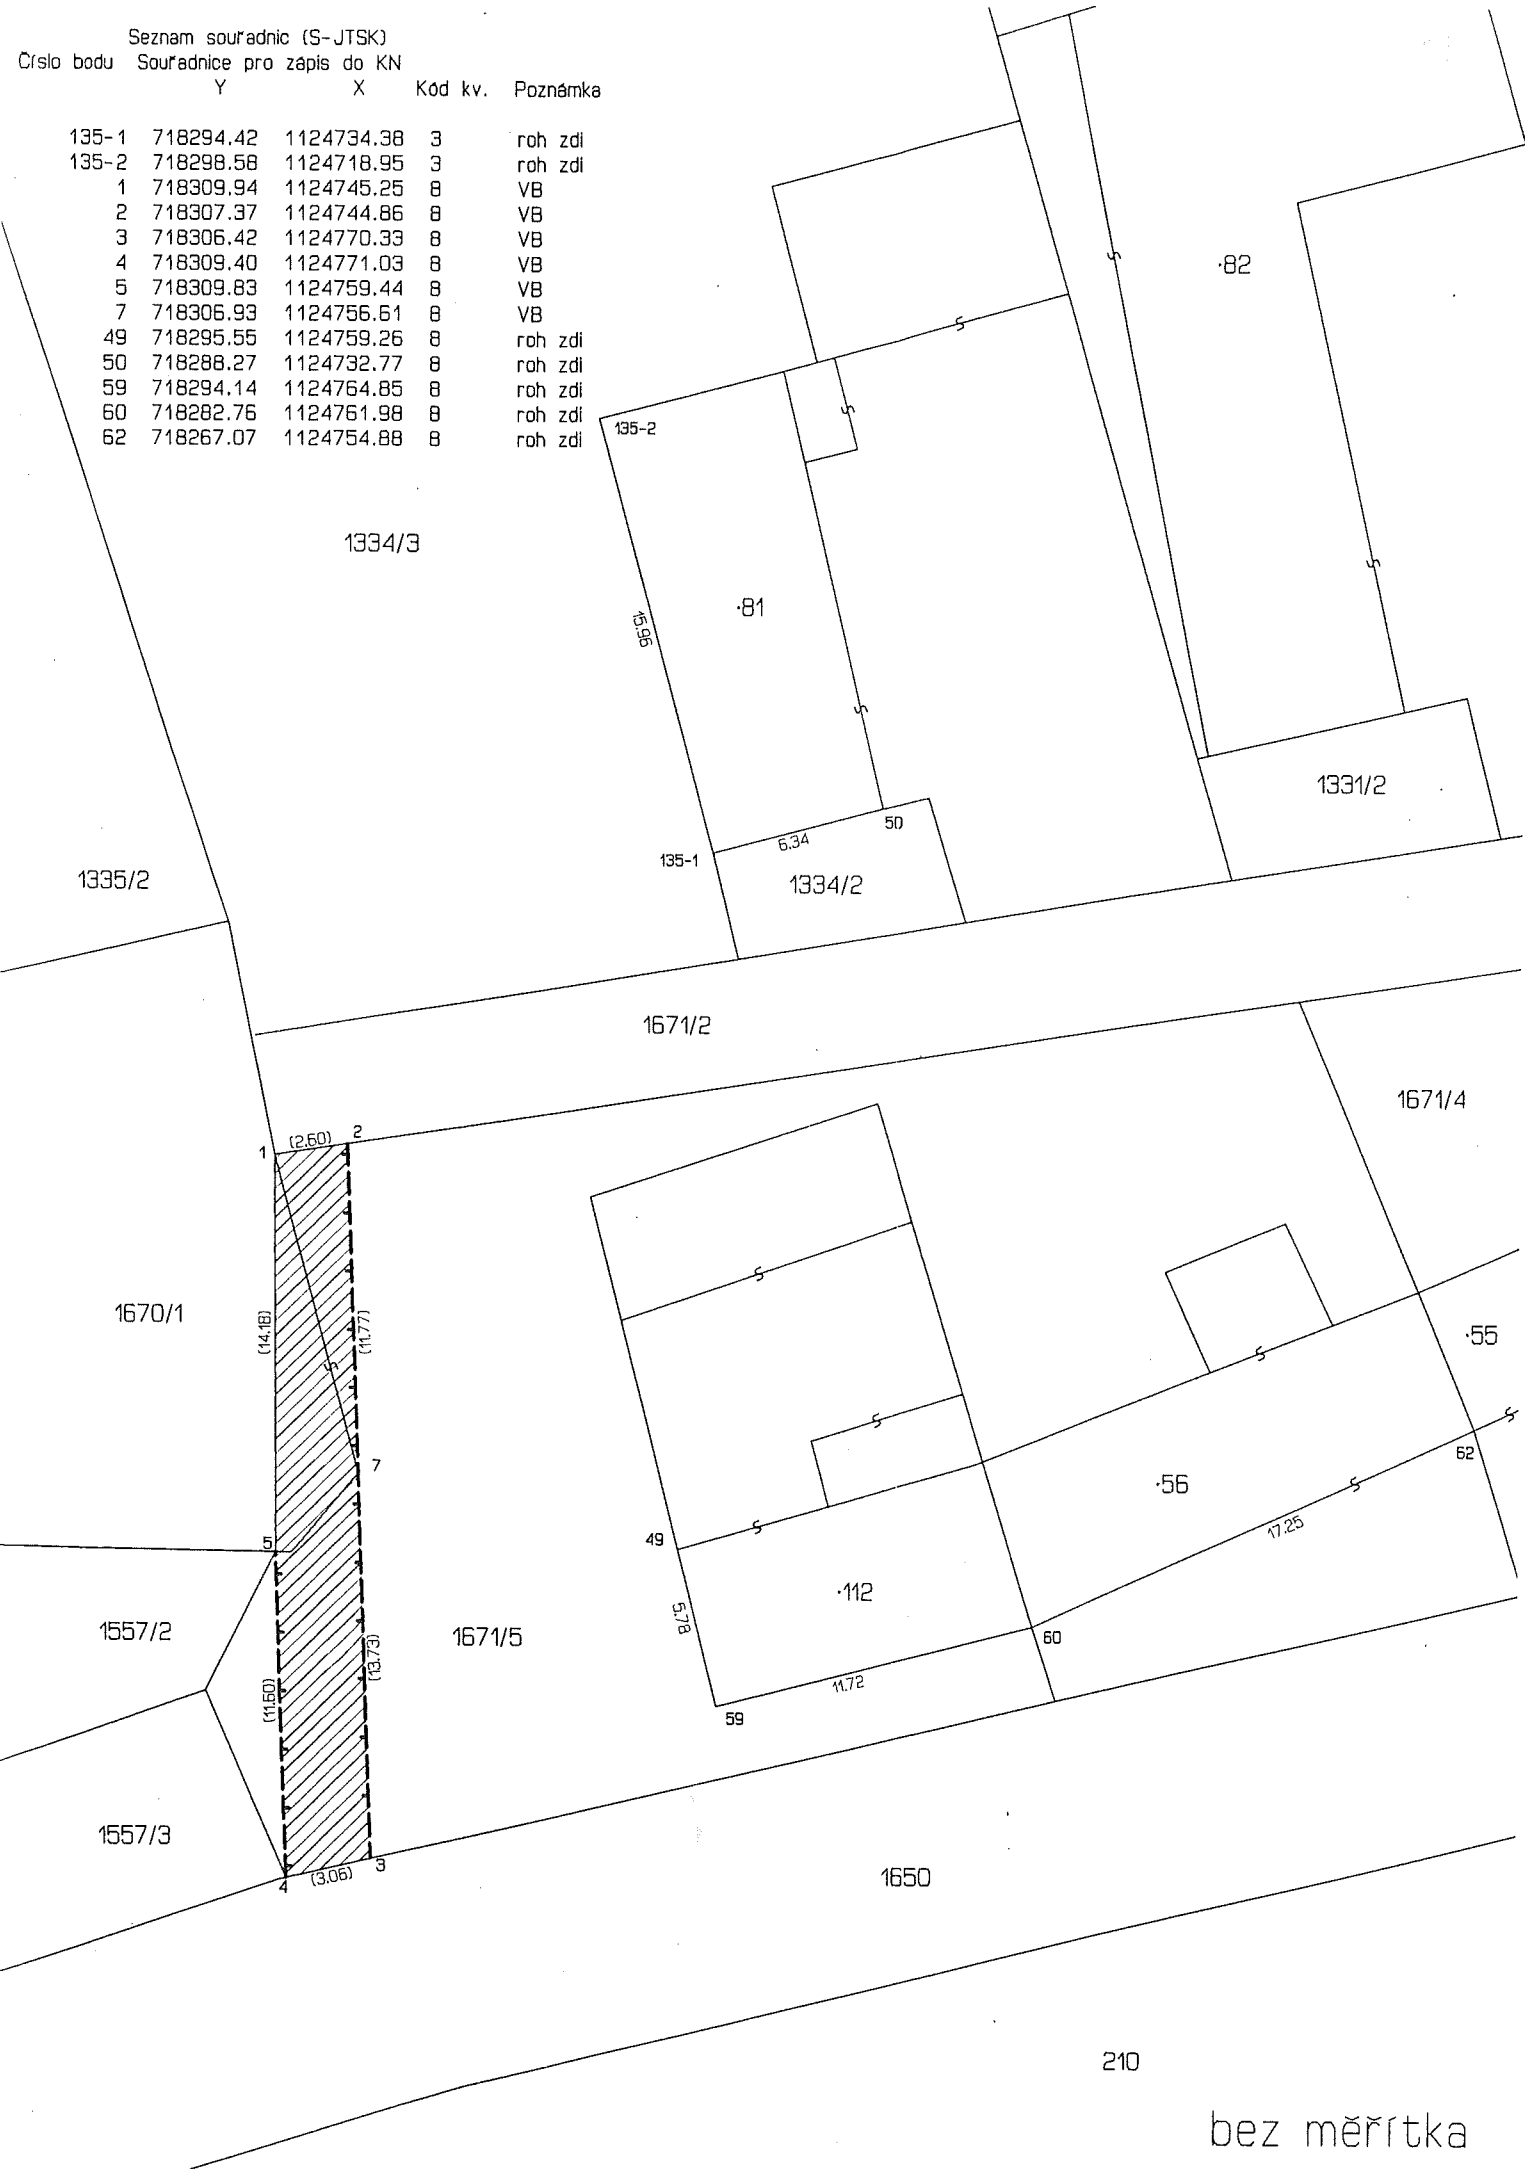 Seznam souřadnic (S-JTSK)
Číslo bodu Souřadnice pro zápis do KN
Y X Kód kv. Poznámka
135-1 718294.42 1124734.38 3 roh zdi
135-2 718298.58 1124718.95 3 roh zdi
1 718309.94 1124745.25 8 VB
2 718307.37 1124744.86 8 VB
3 718306.42 1124770.33 8 VB
4 718309.40 1124771.03 8 VB
5 718309.83 1124759.44 8 VB
7 718306.93 1124756.61 8 VB
49 718295.55 1124759.26 8 roh zdi
50 718288.27 1124732.77 8 roh zdi
59 718294.14 1124764.85 8 roh zdi
60 718282.76 1124761.98 8 roh zdi
62 718267.07 1124754.88 8 roh zdi
·82
135-2
1334/3
·81
15.96
1331/2
50
6.34
135-1
1334/2
1335/2
1671/2
1671/4
1
(2.60)
2
1670/1
(14.18)
(11.77)
·55
7
62
·56
17.25
49
5
·112
1557/2
1671/5
5.78
60
(13.73)
(11.60)
11.72
59
1557/3
3
(3.06)
4
1650
210
bez měřítka